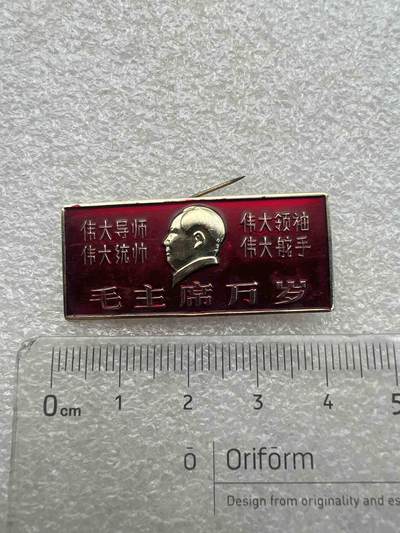 伟大导师 伟大领袖
伟大统帅 伟大舵手
毛主席万岁
0cm 1 2 3 4 5
ō Orifōrm
Design from originality and es